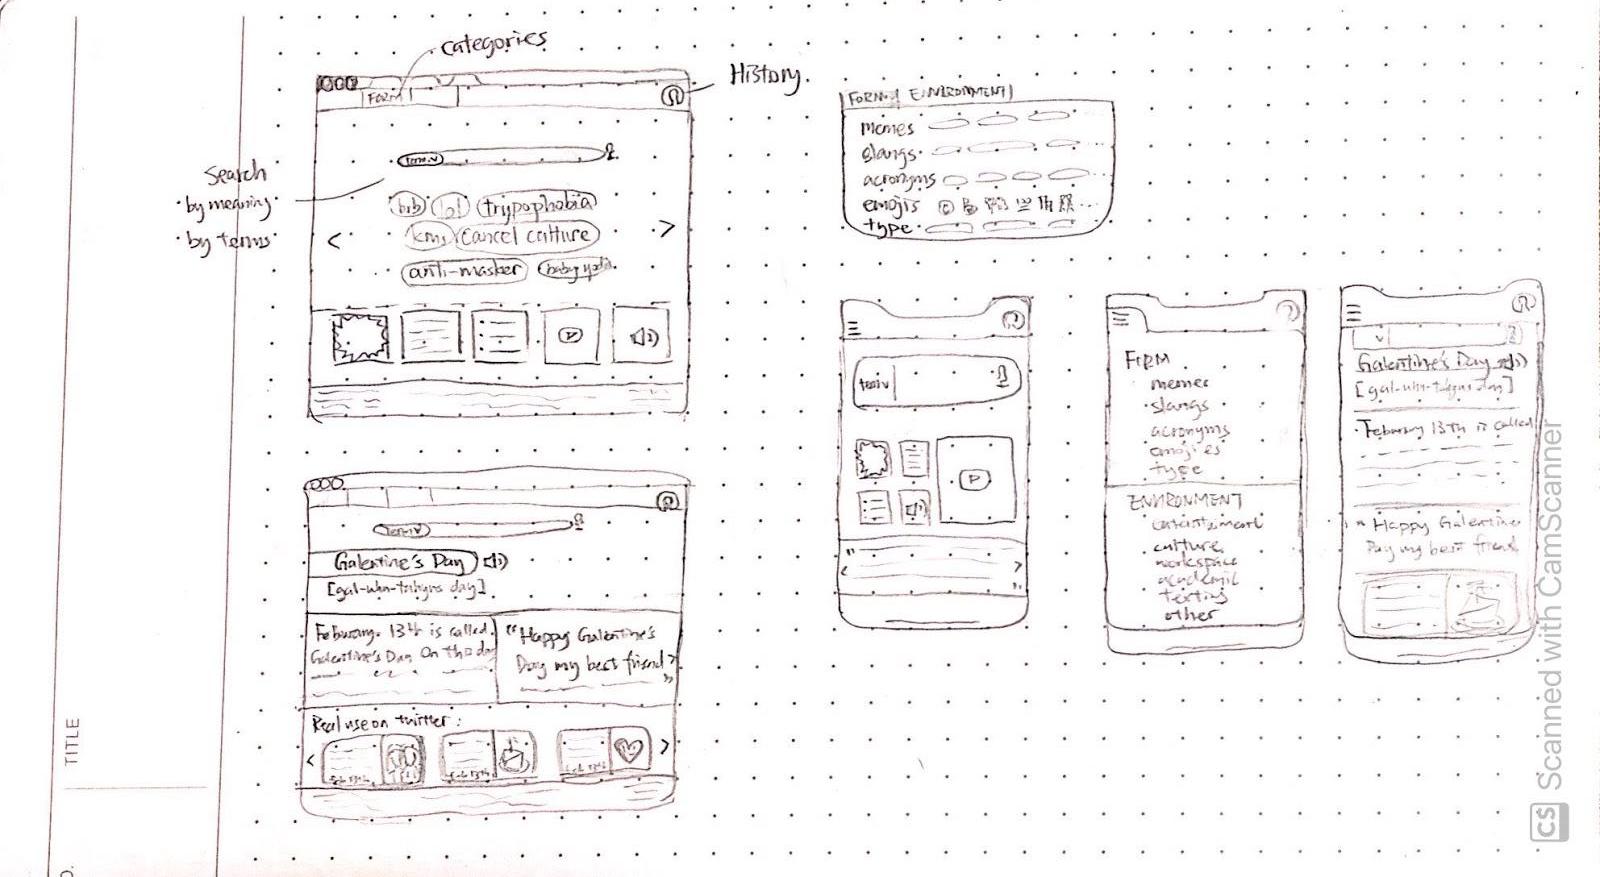 categories
History.
FORM
Search
• by meaning
• by terms
term v
brb
lol
trypophobia
kms
cancel culture
anti-masker
baby yoda
<
>
FORM
ENVIRONMENT
memes
slangs
acronyms
emojis
type
term v
Galentine's Day
[gal-uhn-tahyns day]
Feburary 13th is called
Galentine's Day On the day
"Happy Galentine's
Day my best friend
"
Real use on twitter :
<
>
term v
"
<
>
"
FORM
memes
slangs
acronyms
emojies
type
ENVIRONMENT
entertainment
culture
workspace
academic
texting
other
v
Galentine's Day
[gal-uhn-tahyns day]
Feburary 13th is called
" Happy Galentine
Day my best friend
TITLE
CS Scanned with CamScanner